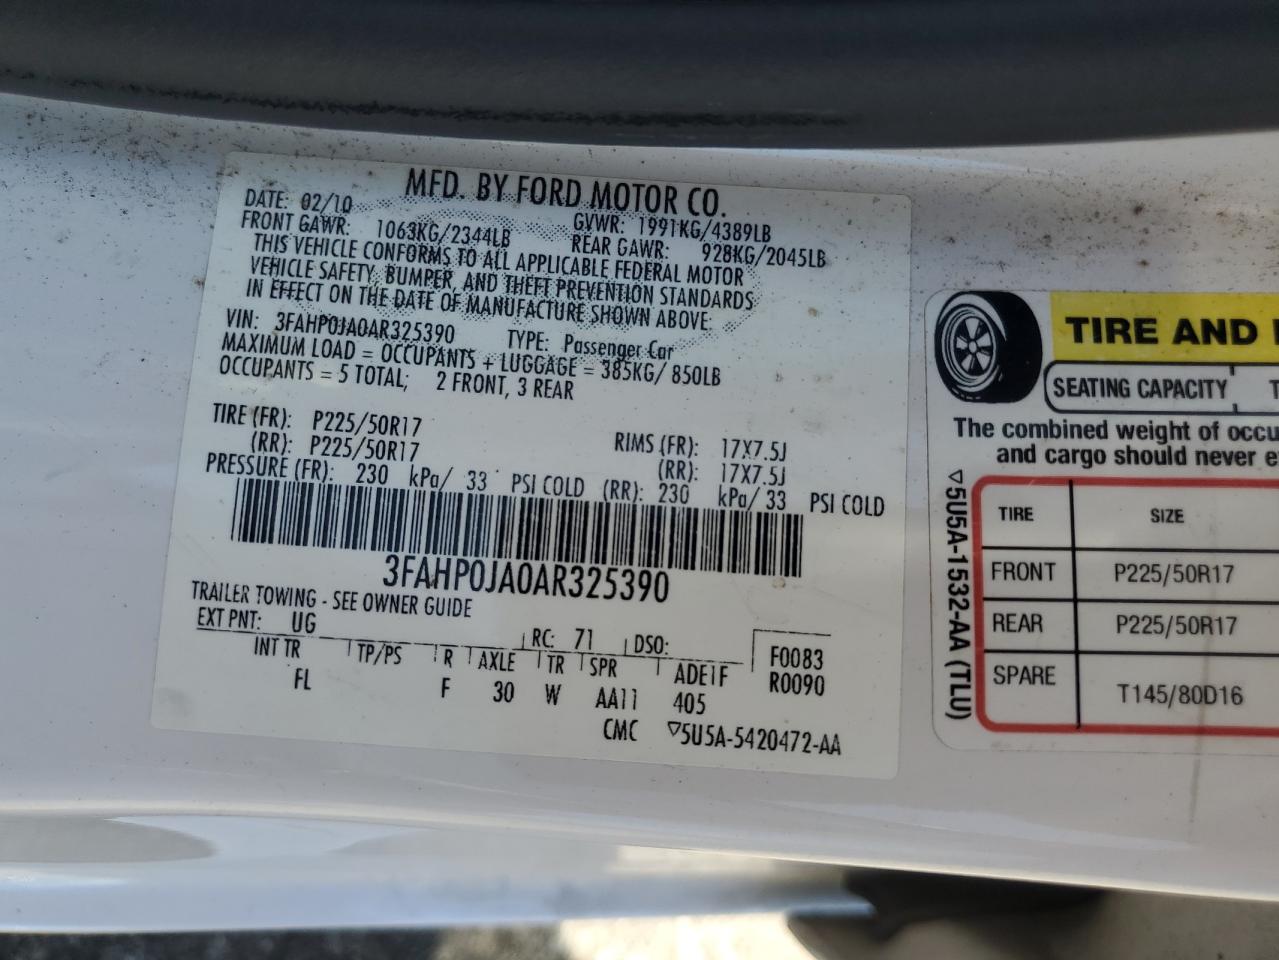 MFD. BY FORD MOTOR CO.
DATE: 02/10 GVWR: 1991KG/4389LB
FRONT GAWR: 1063KG/2344LB REAR GAWR: 928KG/2045LB
THIS VEHICLE CONFORMS TO ALL APPLICABLE FEDERAL MOTOR
VEHICLE SAFETY, BUMPER, AND THEFT PREVENTION STANDARDS
IN EFFECT ON THE DATE OF MANUFACTURE SHOWN ABOVE:
VIN: 3FAHP0JA0AR325390 TYPE: Passenger Car
MAXIMUM LOAD = OCCUPANTS + LUGGAGE = 385KG/ 850LB
OCCUPANTS = 5 TOTAL; 2 FRONT, 3 REAR
TIRE (FR): P225/50R17 RIMS (FR): 17X7.5J
(RR): P225/50R17 (RR): 17X7.5J
PRESSURE (FR): 230 kPa/ 33 PSI COLD (RR): 230 kPa/ 33 PSI COLD
3FAHP0JA0AR325390
TRAILER TOWING - SEE OWNER GUIDE
EXT PNT: UG RC: 71 DSO: F0083
INT TR TP/PS R AXLE TR SPR ADE1F R0090
FL F 30 W AA11 405
CMC ▽5U5A-5420472-AA
TIRE AND
SEATING CAPACITY
The combined weight of occu
and cargo should never e
TIRE SIZE
FRONT P225/50R17
REAR P225/50R17
SPARE T145/80D16
▽5U5A-1532-AA (TLU)